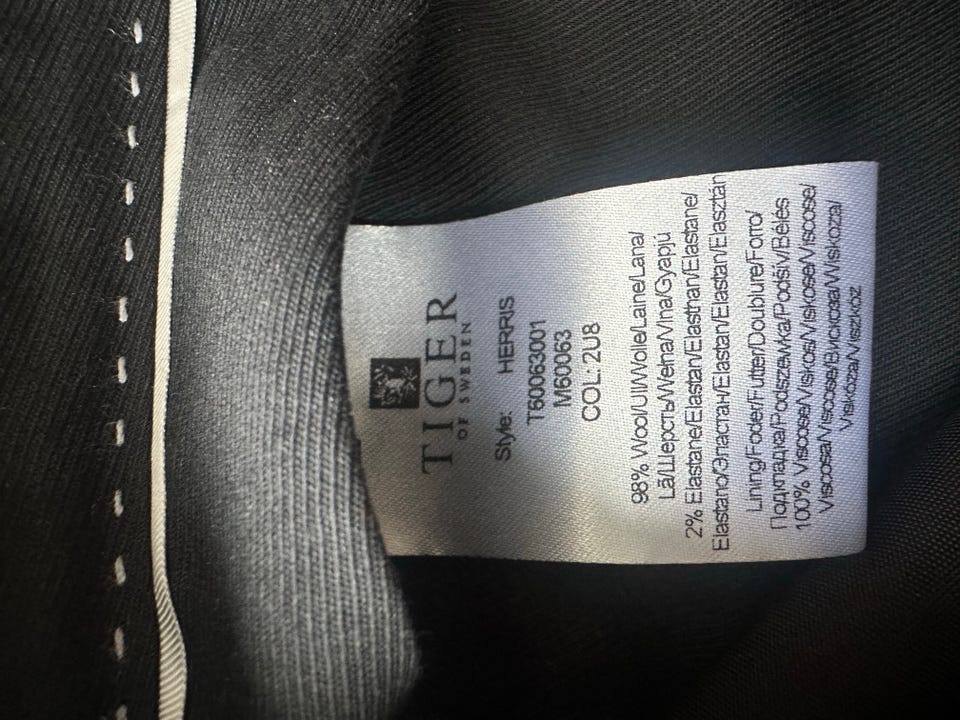 TIGER
OF SWEDEN
Style: HERRIS
T60063001
M60063
COL: 2U8
98% Wool/Ull/Wolle/Laine/Lana/
Lã/Шерсть/Wełna/Vlna/Gyapjú
2% Elastane/Elastan/Elasthan/Elastane/
Elastano/Эластан/Elastan/Elastan/Elasztán
Lining/Foder/Futter/Doublure/Forro/
Подкладка/Podszewka/Podšív/Bélés
100% Viscose/Viskos/Viskose/Viscose/
Viscosa/Viscose/Вискоза/Wiskoza/
Viskóza/Viszkóz